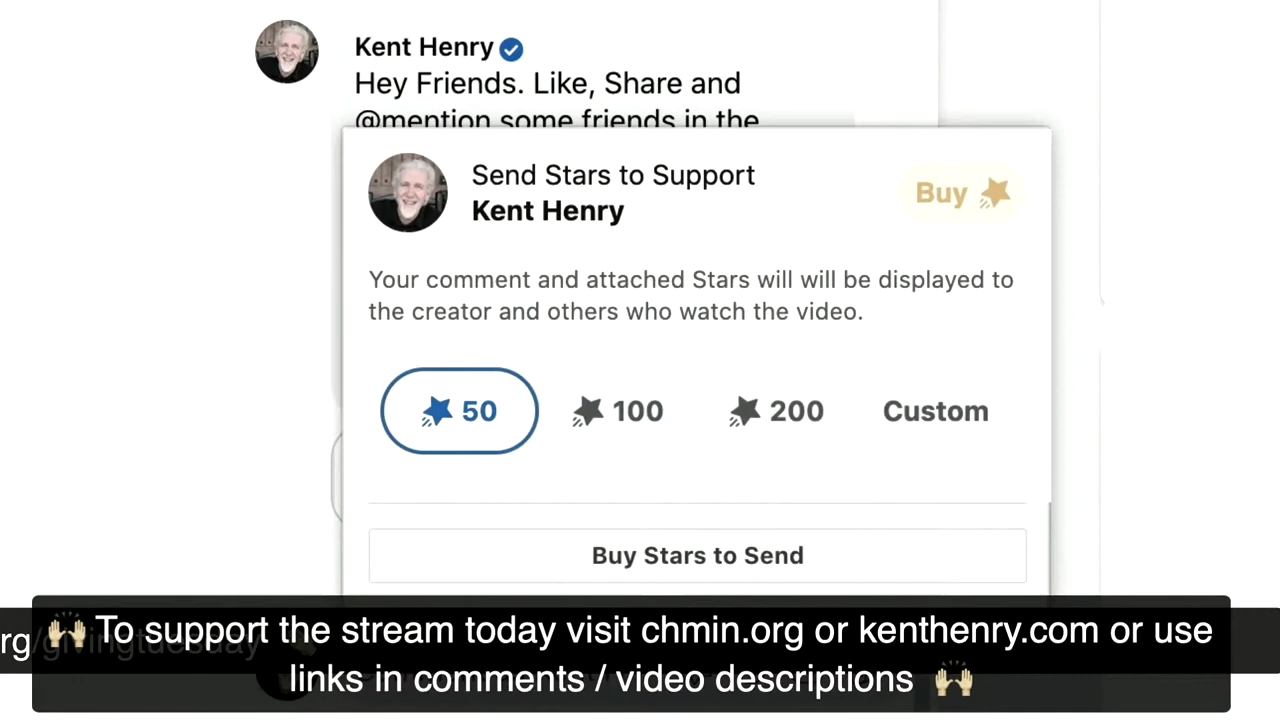 Kent Henry
Hey Friends. Like, Share and
@mention some friends in the
Send Stars to Support
Kent Henry
Buy
Your comment and attached Stars will will be displayed to
the creator and others who watch the video.
50 100 200 Custom
Buy Stars to Send
rg/givingtuesday
🙌🏼 To support the stream today visit chmin.org or kenthenry.com or use
links in comments / video descriptions 🙌🏼